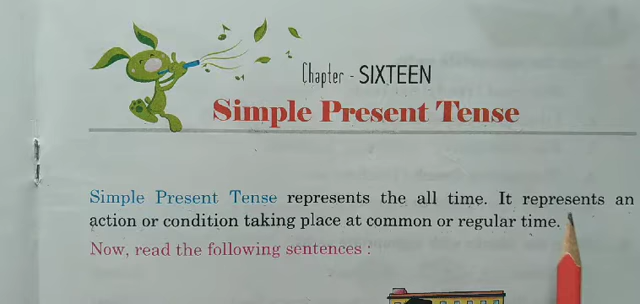 Chapter - SIXTEEN
Simple Present Tense
Simple Present Tense represents the all time. It represents an
action or condition taking place at common or regular time.
Now, read the following sentences :